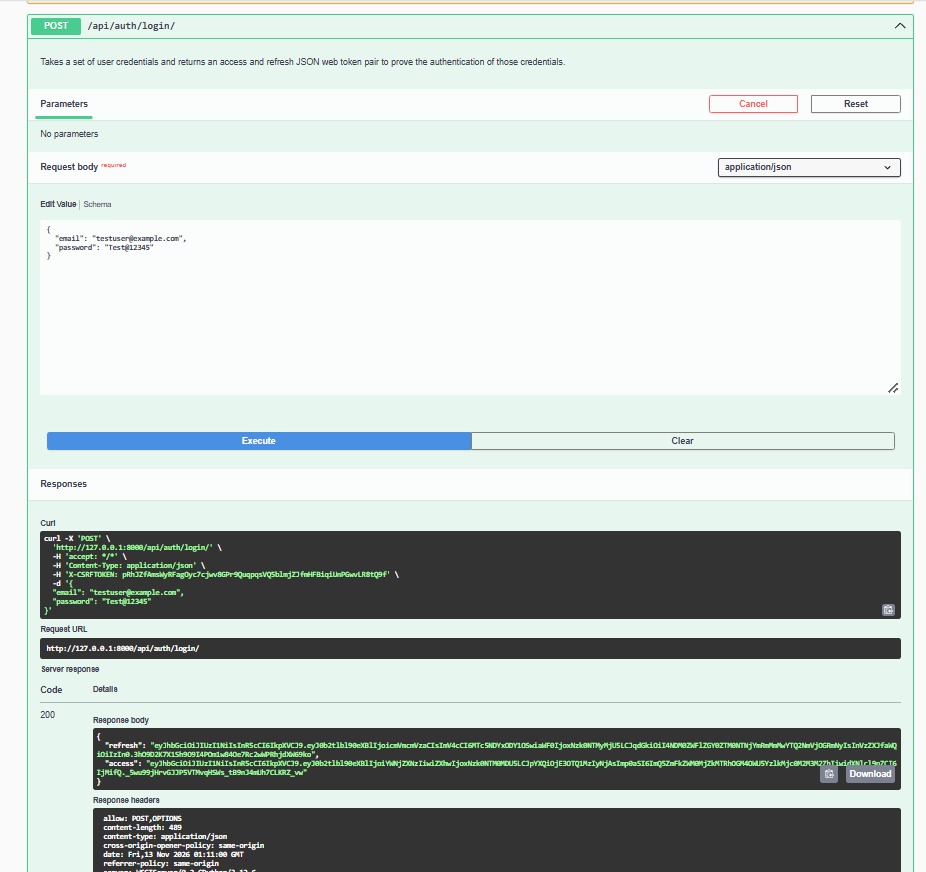 POST /api/auth/login/
Takes a set of user credentials and returns an access and refresh JSON web token pair to prove the authentication of those credentials.
Parameters
Cancel
Reset
No parameters
Request body required
application/json
Edit Value | Schema
{
"email": "testuser@example.com",
"password": "Test@12345"
}
Execute
Clear
Responses
Curl
curl -X 'POST' \
'http://127.0.0.1:8000/api/auth/login/' \
-H 'accept: */*' \
-H 'Content-Type: application/json' \
-H 'X-CSRFTOKEN:
-d '{
"email": "testuser@example.com",
"password": "Test@12345"
}'
Request URL
http://127.0.0.1:8000/api/auth/login/
Server response
Code
Details
200
Response body
{
"refresh":
"access":
Download
}
Response headers
allow: POST,OPTIONS
content-length: 489
content-type: application/json
cross-origin-opener-policy: same-origin
date: Fri,13 Nov 2026 01:11:00 GMT
referrer-policy: same-origin